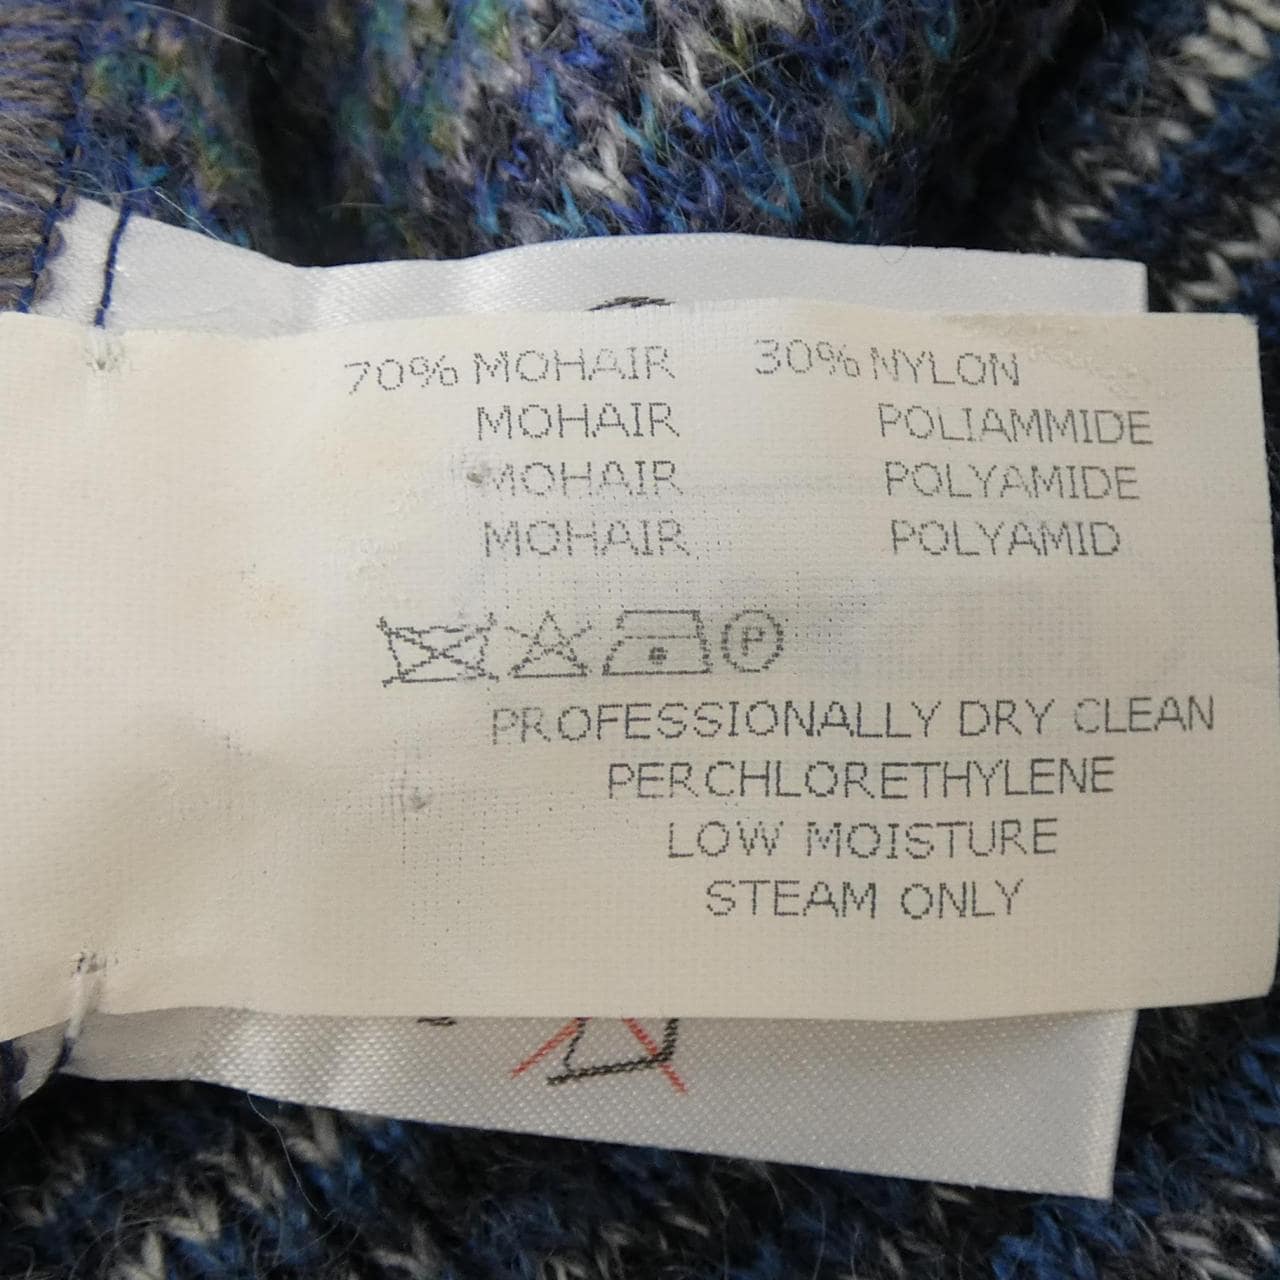 70% MOHAIR 30% NYLON
MOHAIR POLIAMMIDE
MOHAIR POLYAMIDE
MOHAIR POLYAMID
P
PROFESSIONALLY DRY CLEAN
PERCHLORETHYLENE
LOW MOISTURE
STEAM ONLY